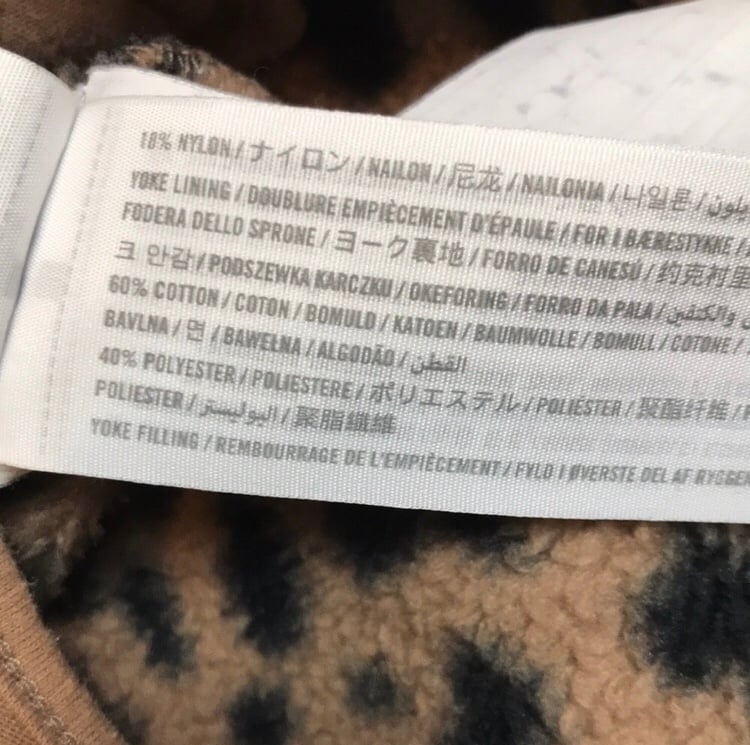 18% NYLON / ナイロン / NAILON / 尼龙 / NAILONIA / 나일론 /
YOKE LINING / DOUBLURE EMPIÈCEMENT D'ÉPAULE / FOR I BÆRESTYKKE /
FODERA DELLO SPRONE / ヨーク裏地 / FORRO DE CANESÚ / 约克村里
크 안감 / PODSZEWKA KARCZKU / OKEFORING / FORRO DA PALA / والكتفين
60% COTTON / COTON / BOMULD / KATOEN / BAUMWOLLE / BOMULL / COTONE /
BAVLNA / 면 / BAWEŁNA / ALGODÃO / القطن
40% POLYESTER / POLIESTERE / ポリエステル / POLIÉSTER / 聚酯纤维 /
POLIESTER / البوليستر / 聚脂纖維
YOKE FILLING / REMBOURRAGE DE L'EMPIÈCEMENT / FYLD I ØVERSTE DEL AF RYGGEN